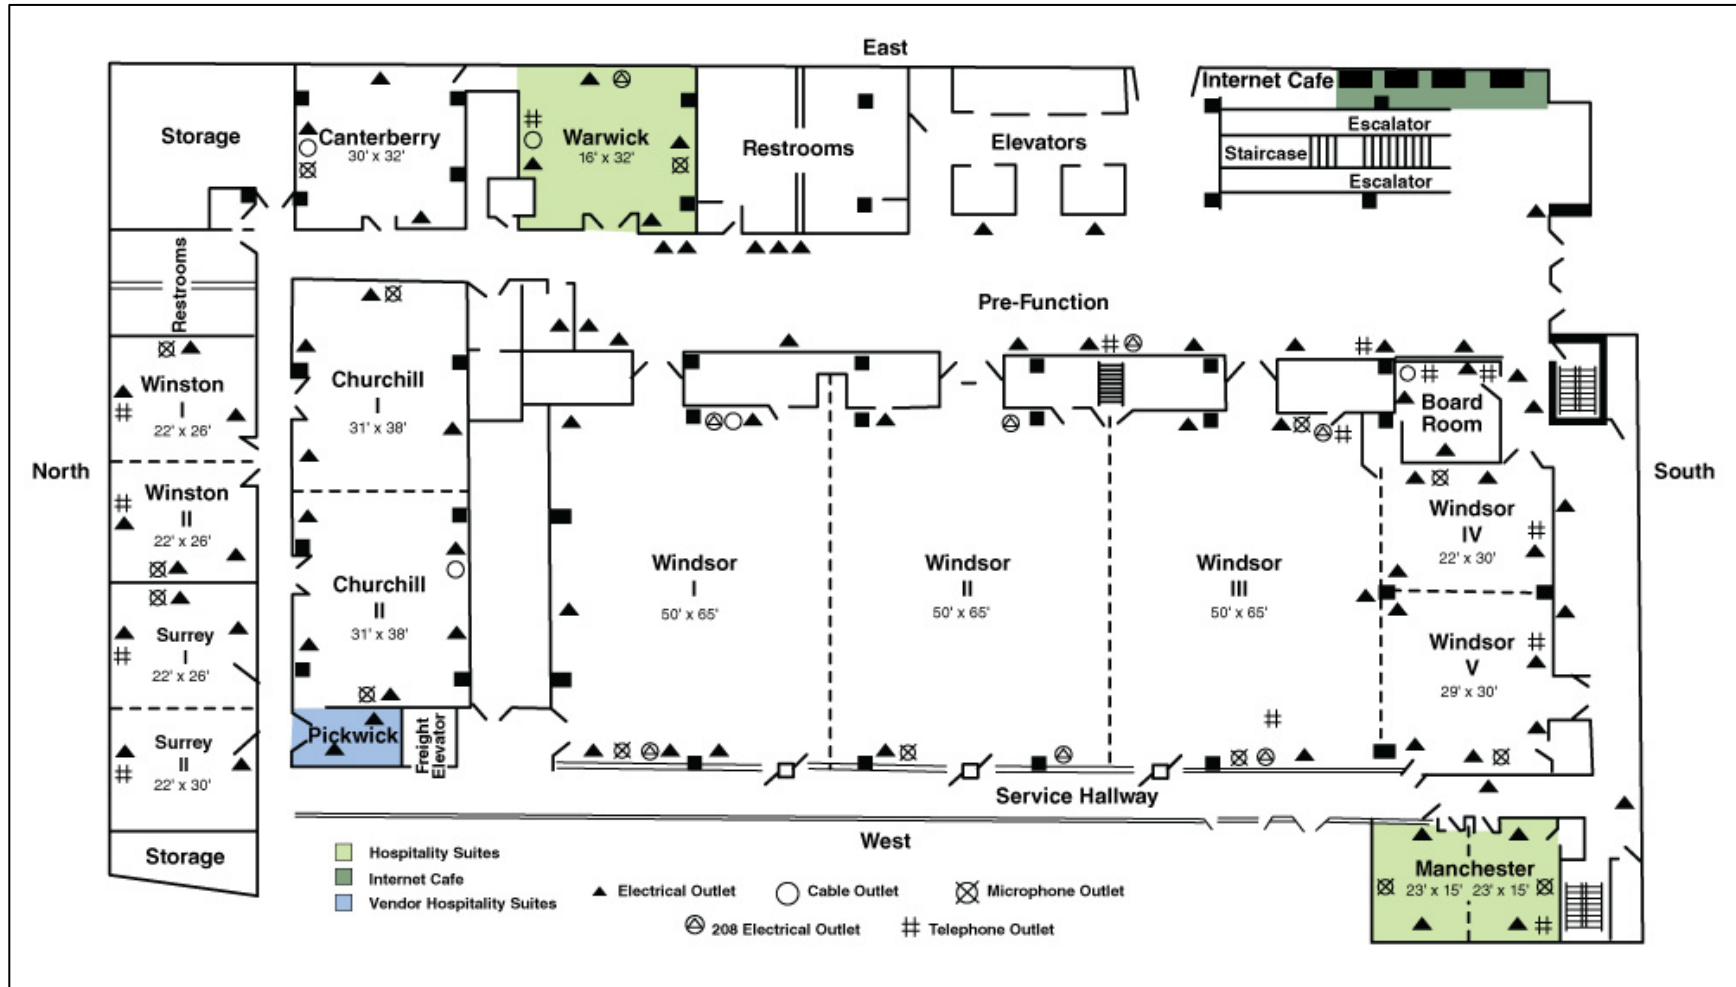 East
Internet Cafe
Storage
Canterberry
30' x 32'
Warwick
16' x 32'
Restrooms
Elevators
Escalator
Staircase
Escalator
Restrooms
Pre-Function
Winston
I
22' x 26'
Churchill
I
31' x 38'
Board
Room
North
South
Winston
II
22' x 26'
Windsor
IV
22' x 30'
Churchill
II
31' x 38'
Windsor
I
50' x 65'
Windsor
II
50' x 65'
Windsor
III
50' x 65'
Surrey
I
22' x 26'
Windsor
V
29' x 30'
Surrey
II
22' x 30'
Pickwick
Freight
Elevator
Service Hallway
West
Storage
Manchester
23' x 15' 23' x 15'
Hospitality Suites
Internet Cafe
Vendor Hospitality Suites
Electrical Outlet
Cable Outlet
Microphone Outlet
208 Electrical Outlet
Telephone Outlet